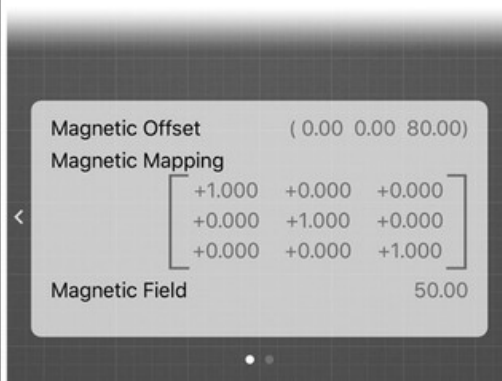 Magnetic Offset ( 0.00 0.00 80.00)
Magnetic Mapping
+1.000 +0.000 +0.000
+0.000 +1.000 +0.000
+0.000 +0.000 +1.000
Magnetic Field 50.00